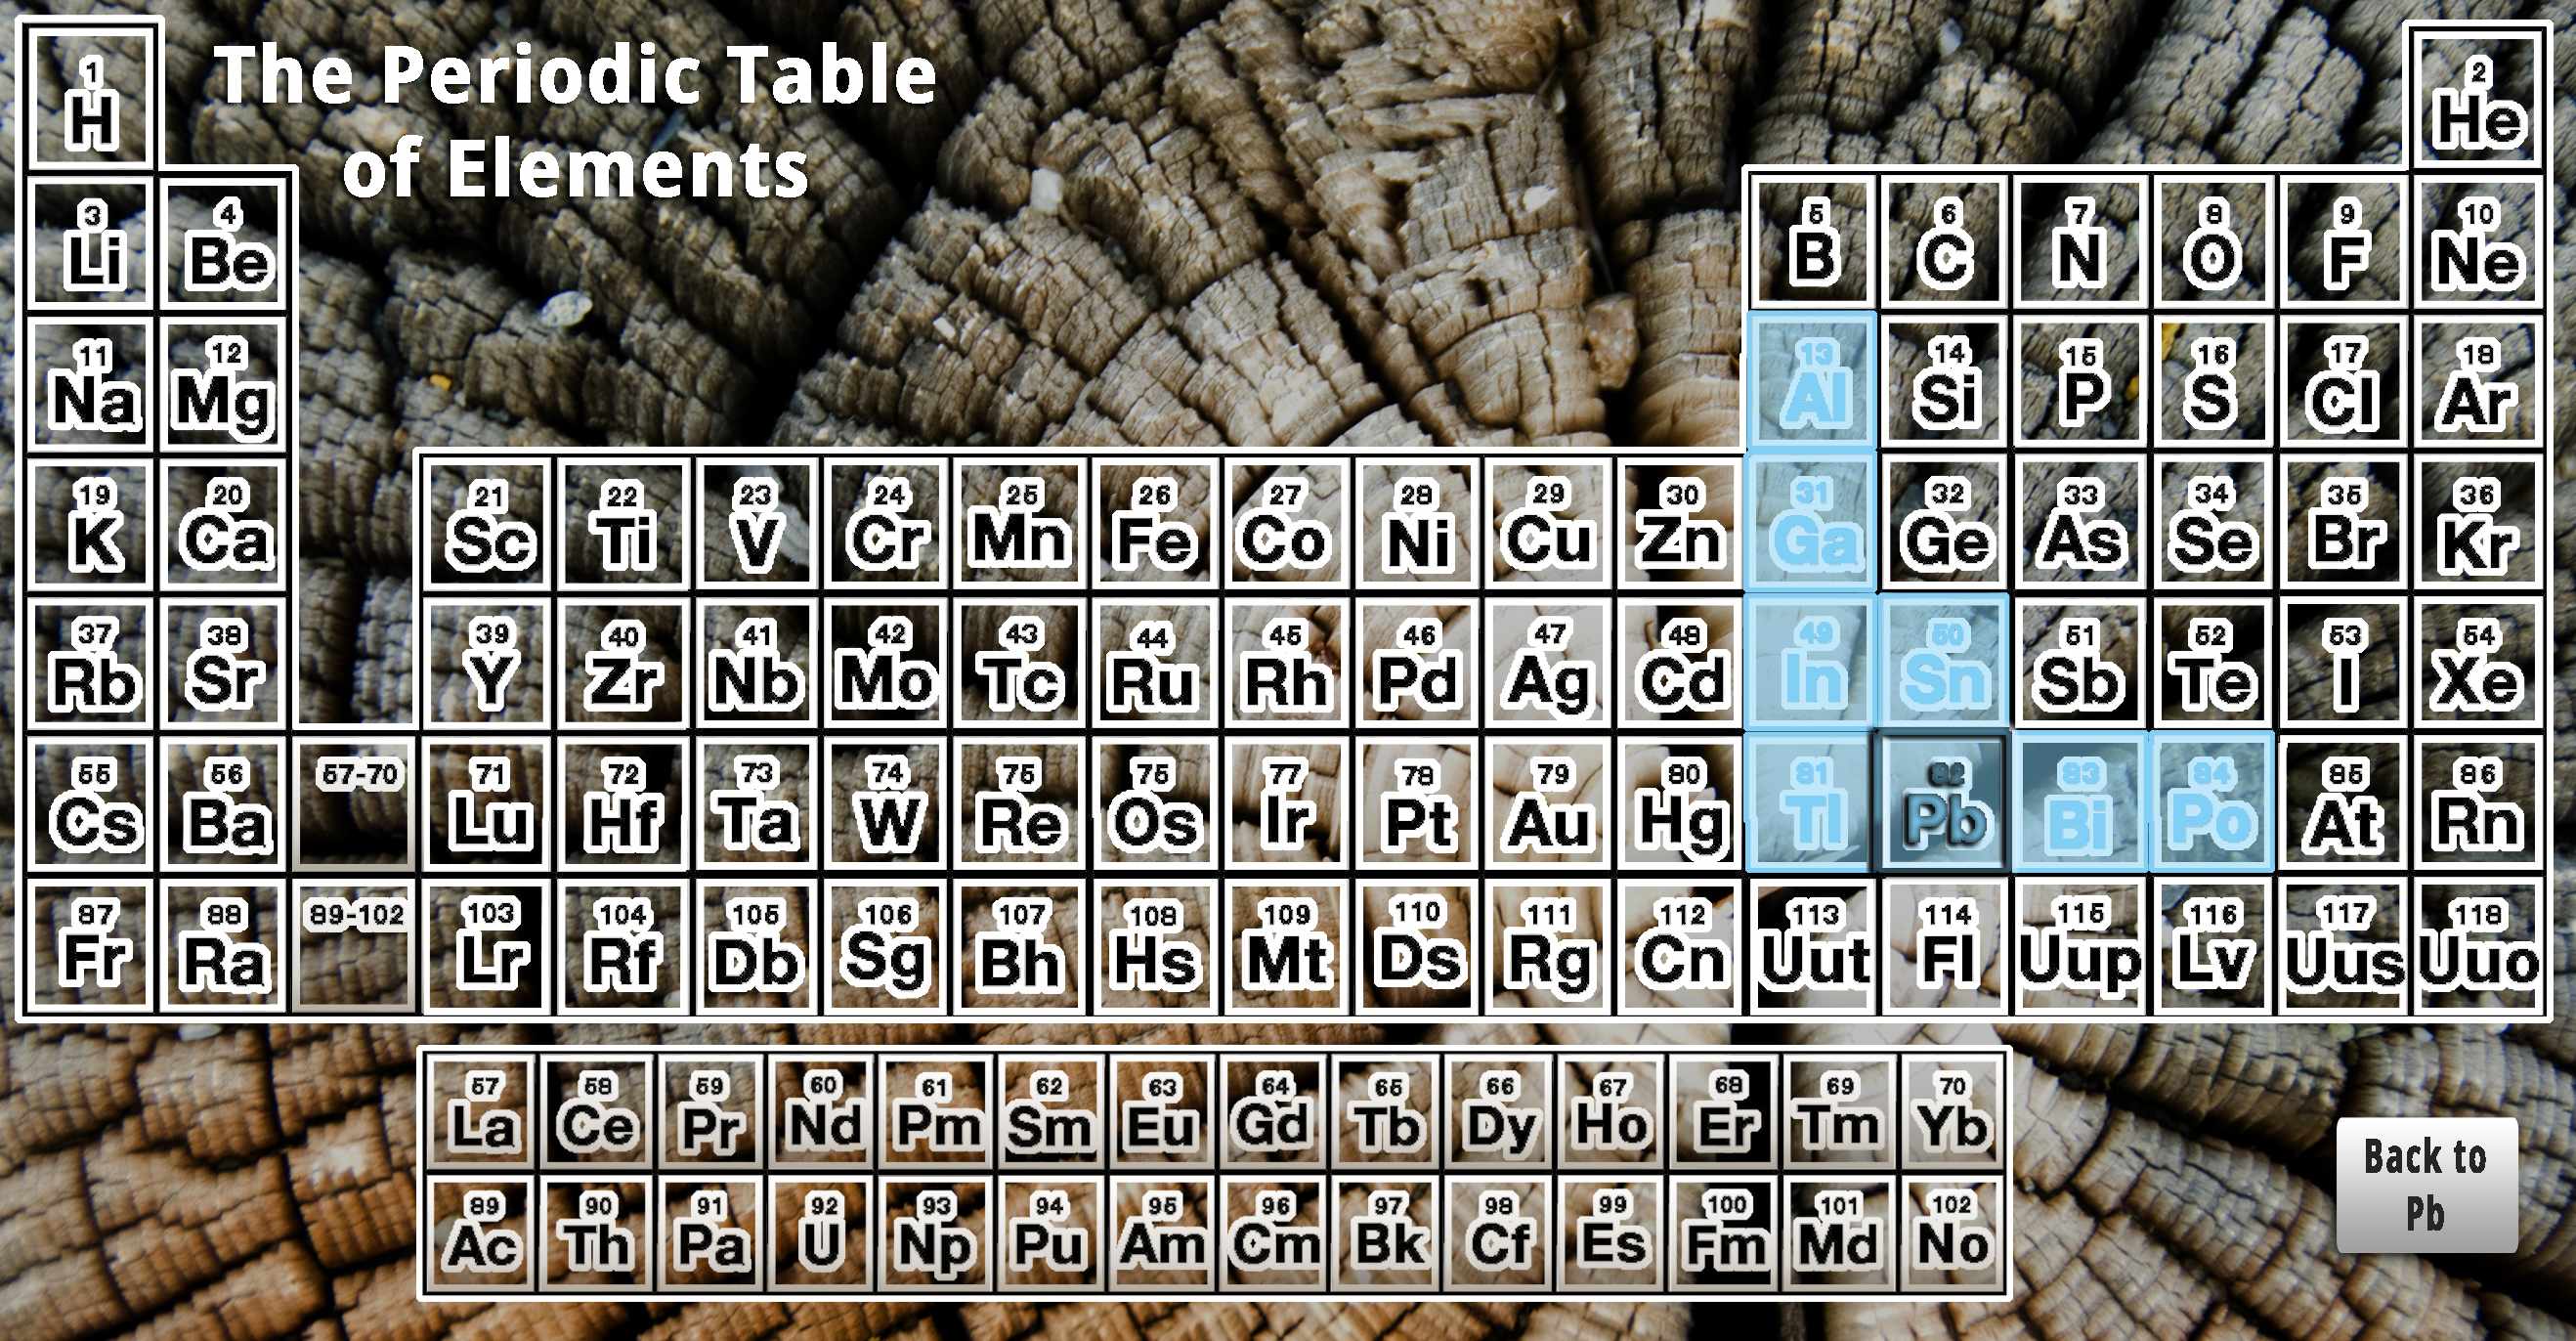 The Periodic Table
of Elements
1 2
H He
3 4 5 6 7 8 9 10
Li Be B C N O F Ne
11 12 13 14 15 16 17 18
Na Mg Al Si P S Cl Ar
19 20 21 22 23 24 25 26 27 28 29 30 31 32 33 34 35 36
K Ca Sc Ti V Cr Mn Fe Co Ni Cu Zn Ga Ge As Se Br Kr
37 38 39 40 41 42 43 44 45 46 47 48 49 50 51 52 53 54
Rb Sr Y Zr Nb Mo Tc Ru Rh Pd Ag Cd In Sn Sb Te I Xe
55 56 57-70 71 72 73 74 75 75 77 78 79 80 81 82 83 84 85 86
Cs Ba Lu Hf Ta W Re Os Ir Pt Au Hg Tl Pb Bi Po At Rn
87 88 89-102 103 104 105 106 107 108 109 110 111 112 113 114 115 116 117 118
Fr Ra Lr Rf Db Sg Bh Hs Mt Ds Rg Cn Uut Fl Uup Lv Uus Uuo
57 58 59 60 61 62 63 64 65 66 67 68 69 70
La Ce Pr Nd Pm Sm Eu Gd Tb Dy Ho Er Tm Yb
89 90 91 92 93 94 95 96 97 98 99 100 101 102
Ac Th Pa U Np Pu Am Cm Bk Cf Es Fm Md No
Back to
Pb